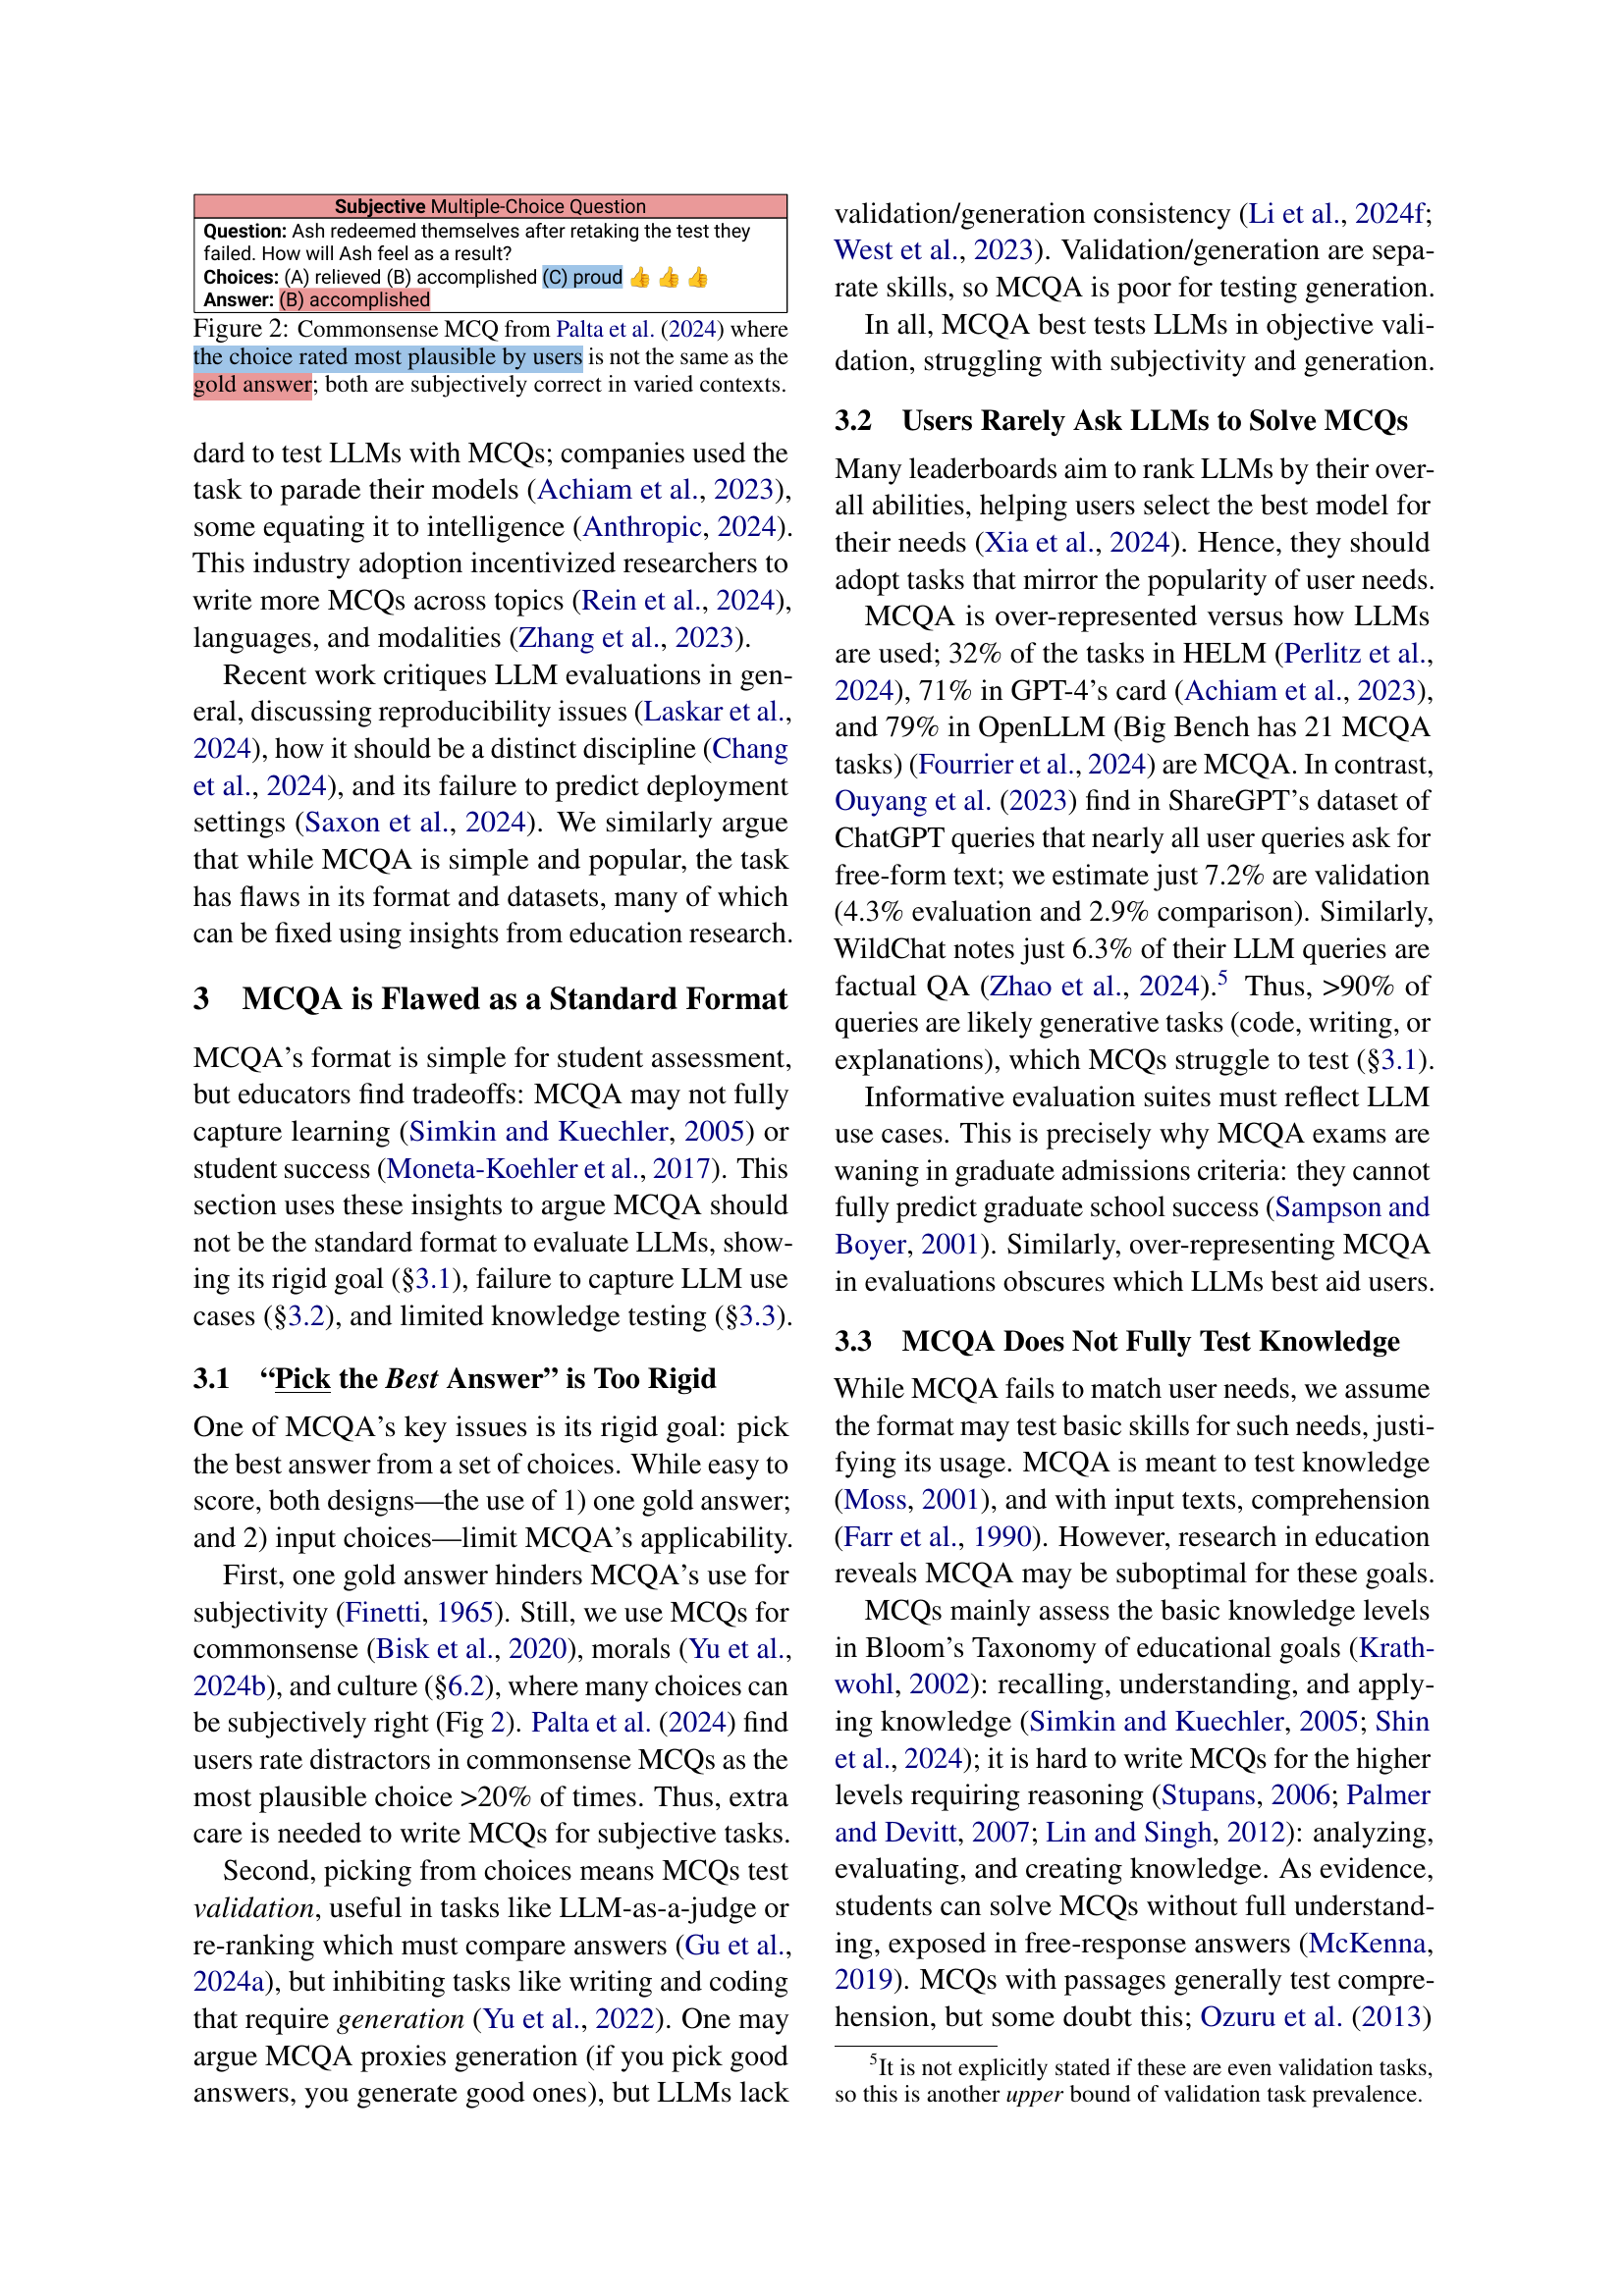 Subjective Multiple-Choice Question
Question: Ash redeemed themselves after retaking the test they
failed. How will Ash feel as a result?
Choices: (A) relieved (B) accomplished (C) proud 👍 👍 👍
Answer: (B) accomplished
Figure 2: Commonsense MCQ from Palta et al. (2024) where
the choice rated most plausible by users is not the same as the
gold answer; both are subjectively correct in varied contexts.
dard to test LLMs with MCQs; companies used the
task to parade their models (Achiam et al., 2023),
some equating it to intelligence (Anthropic, 2024).
This industry adoption incentivized researchers to
write more MCQs across topics (Rein et al., 2024),
languages, and modalities (Zhang et al., 2023).
Recent work critiques LLM evaluations in gen-
eral, discussing reproducibility issues (Laskar et al.,
2024), how it should be a distinct discipline (Chang
et al., 2024), and its failure to predict deployment
settings (Saxon et al., 2024). We similarly argue
that while MCQA is simple and popular, the task
has flaws in its format and datasets, many of which
can be fixed using insights from education research.
3 MCQA is Flawed as a Standard Format
MCQA's format is simple for student assessment,
but educators find tradeoffs: MCQA may not fully
capture learning (Simkin and Kuechler, 2005) or
student success (Moneta-Koehler et al., 2017). This
section uses these insights to argue MCQA should
not be the standard format to evaluate LLMs, show-
ing its rigid goal (§3.1), failure to capture LLM use
cases (§3.2), and limited knowledge testing (§3.3).
3.1 “Pick the Best Answer” is Too Rigid
One of MCQA's key issues is its rigid goal: pick
the best answer from a set of choices. While easy to
score, both designs—the use of 1) one gold answer;
and 2) input choices—limit MCQA's applicability.
First, one gold answer hinders MCQA's use for
subjectivity (Finetti, 1965). Still, we use MCQs for
commonsense (Bisk et al., 2020), morals (Yu et al.,
2024b), and culture (§6.2), where many choices can
be subjectively right (Fig 2). Palta et al. (2024) find
users rate distractors in commonsense MCQs as the
most plausible choice >20% of times. Thus, extra
care is needed to write MCQs for subjective tasks.
Second, picking from choices means MCQs test
validation, useful in tasks like LLM-as-a-judge or
re-ranking which must compare answers (Gu et al.,
2024a), but inhibiting tasks like writing and coding
that require generation (Yu et al., 2022). One may
argue MCQA proxies generation (if you pick good
answers, you generate good ones), but LLMs lack
validation/generation consistency (Li et al., 2024f;
West et al., 2023). Validation/generation are sepa-
rate skills, so MCQA is poor for testing generation.
In all, MCQA best tests LLMs in objective vali-
dation, struggling with subjectivity and generation.
3.2 Users Rarely Ask LLMs to Solve MCQs
Many leaderboards aim to rank LLMs by their over-
all abilities, helping users select the best model for
their needs (Xia et al., 2024). Hence, they should
adopt tasks that mirror the popularity of user needs.
MCQA is over-represented versus how LLMs
are used; 32% of the tasks in HELM (Perlitz et al.,
2024), 71% in GPT-4's card (Achiam et al., 2023),
and 79% in OpenLLM (Big Bench has 21 MCQA
tasks) (Fourrier et al., 2024) are MCQA. In contrast,
Ouyang et al. (2023) find in ShareGPT's dataset of
ChatGPT queries that nearly all user queries ask for
free-form text; we estimate just 7.2% are validation
(4.3% evaluation and 2.9% comparison). Similarly,
WildChat notes just 6.3% of their LLM queries are
factual QA (Zhao et al., 2024).5 Thus, >90% of
queries are likely generative tasks (code, writing, or
explanations), which MCQs struggle to test (§3.1).
Informative evaluation suites must reflect LLM
use cases. This is precisely why MCQA exams are
waning in graduate admissions criteria: they cannot
fully predict graduate school success (Sampson and
Boyer, 2001). Similarly, over-representing MCQA
in evaluations obscures which LLMs best aid users.
3.3 MCQA Does Not Fully Test Knowledge
While MCQA fails to match user needs, we assume
the format may test basic skills for such needs, justi-
fying its usage. MCQA is meant to test knowledge
(Moss, 2001), and with input texts, comprehension
(Farr et al., 1990). However, research in education
reveals MCQA may be suboptimal for these goals.
MCQs mainly assess the basic knowledge levels
in Bloom's Taxonomy of educational goals (Krath-
wohl, 2002): recalling, understanding, and apply-
ing knowledge (Simkin and Kuechler, 2005; Shin
et al., 2024); it is hard to write MCQs for the higher
levels requiring reasoning (Stupans, 2006; Palmer
and Devitt, 2007; Lin and Singh, 2012): analyzing,
evaluating, and creating knowledge. As evidence,
students can solve MCQs without full understand-
ing, exposed in free-response answers (McKenna,
2019). MCQs with passages generally test compre-
hension, but some doubt this; Ozuru et al. (2013)
5It is not explicitly stated if these are even validation tasks,
so this is another upper bound of validation task prevalence.